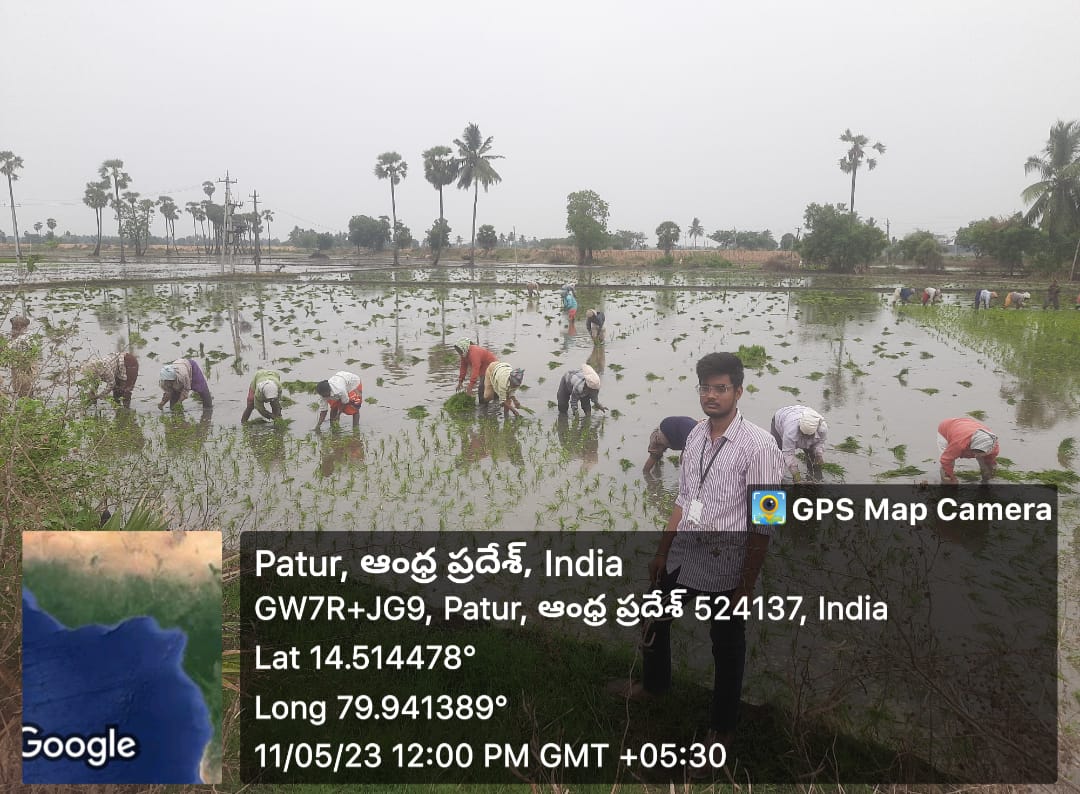 GPS Map Camera
Patur, ఆంధ్ర ప్రదేశ్, India
GW7R+JG9, Patur, ఆంధ్ర ప్రదేశ్ 524137, India
Lat 14.514478°
Long 79.941389°
11/05/23 12:00 PM GMT +05:30
Google